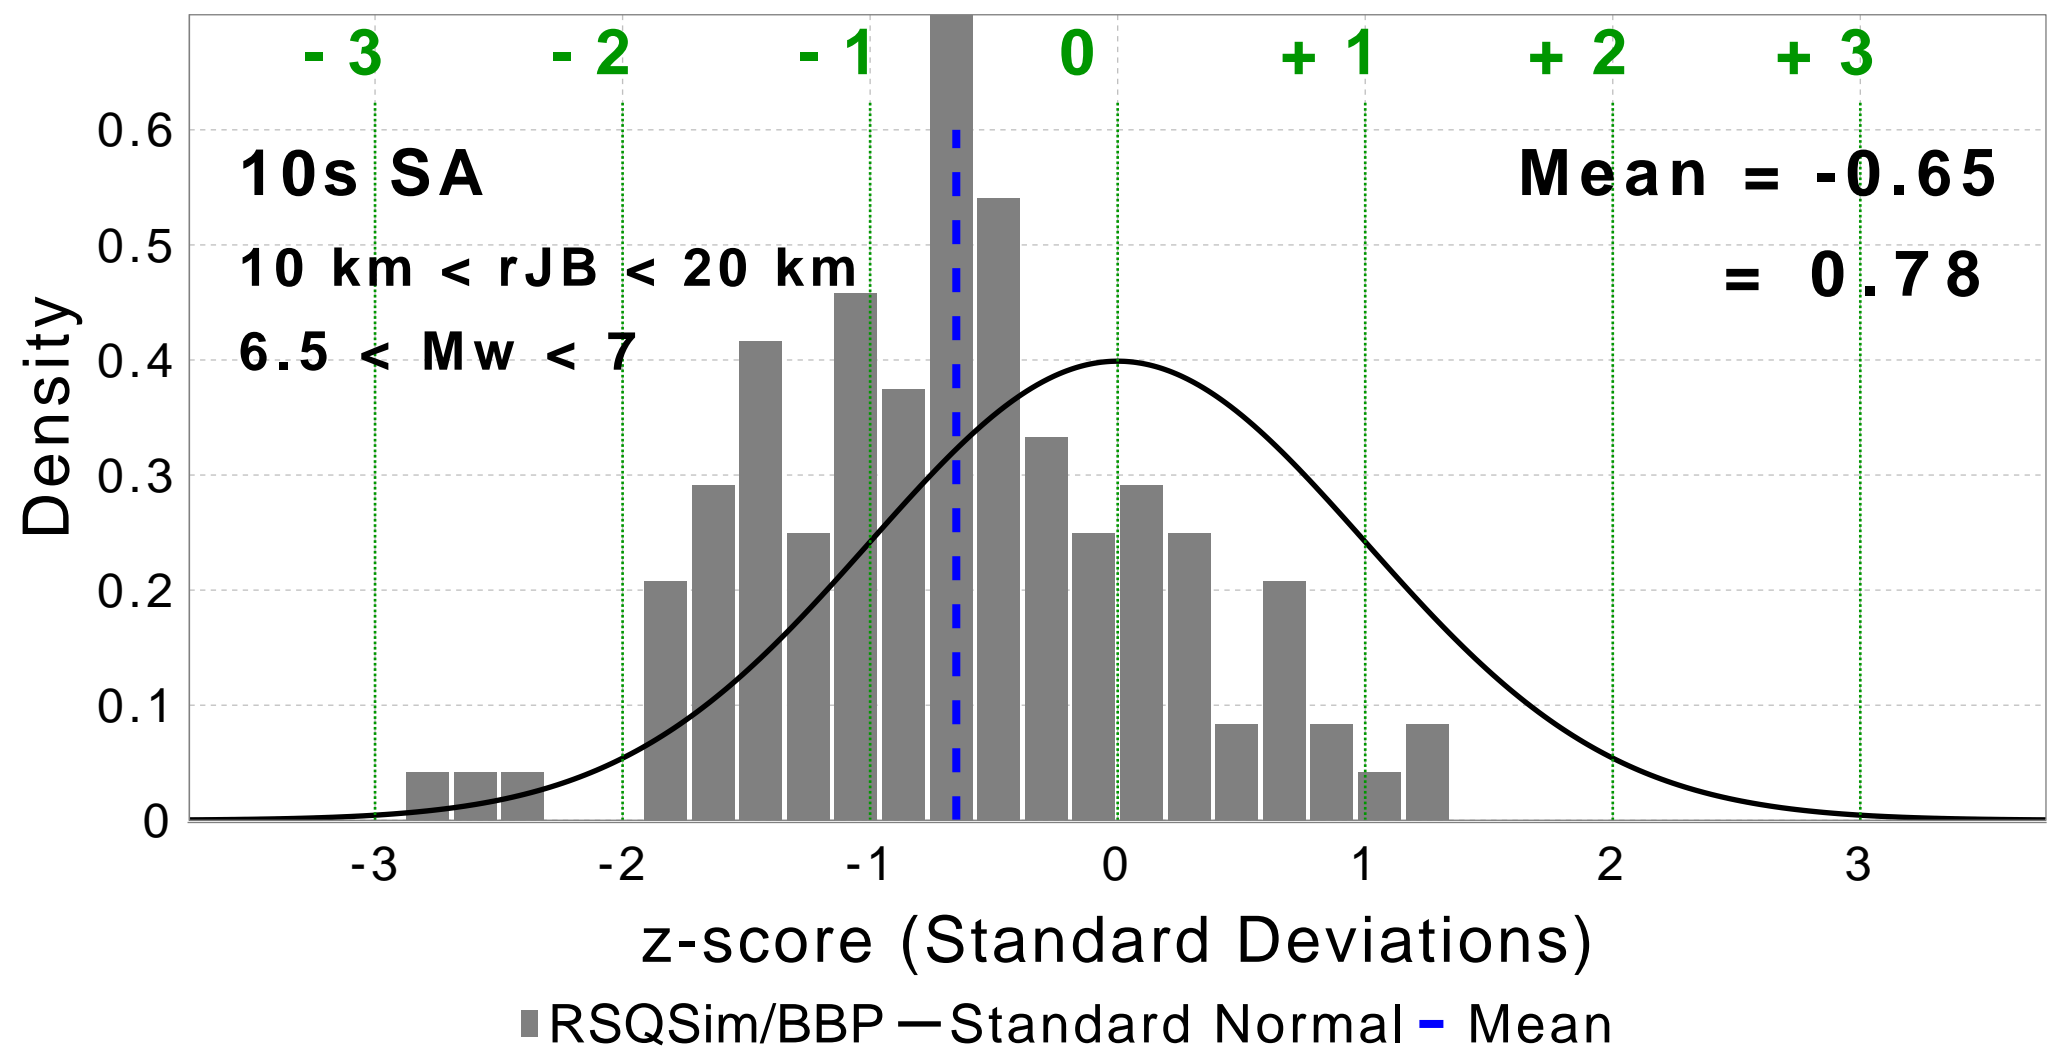 - 3 - 2 - 1 0 + 1 + 2 + 3
0.6
10s SA
Mean = -0.65
0.5
10 km < rJB < 20 km
= 0.78
0.4
6.5 < Mw < 7
Density
0.3
0.2
0.1
0
-3 -2 -1 0 1 2 3
z-score (Standard Deviations)
RSQSim/BBP Standard Normal Mean